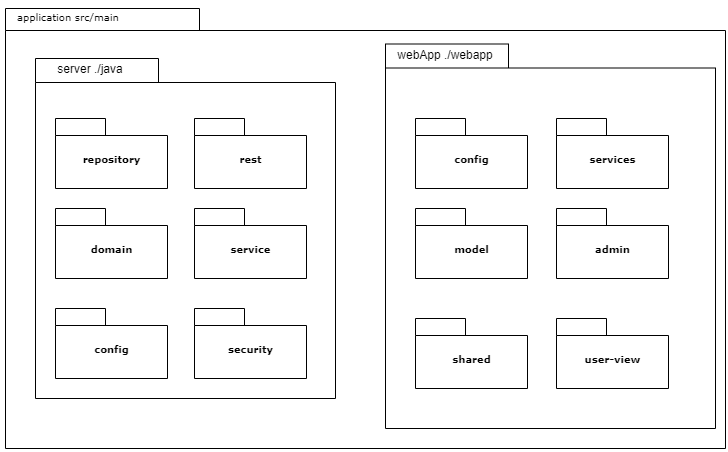 application src/main
server ./java
repository
rest
domain
service
config
security
webApp ./webapp
config
services
model
admin
shared
user-view